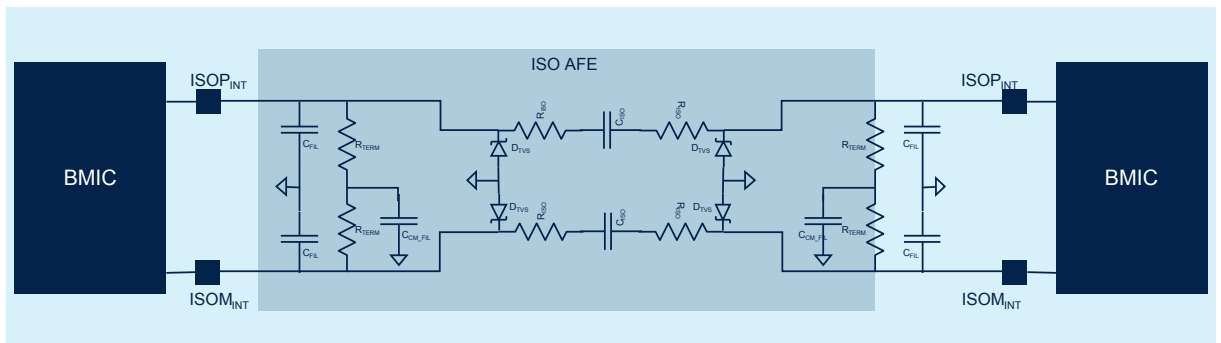 ISO AFE
ISOP_INT
ISOP_INT
BMIC
BMIC
C_FIL
R_TERM
D_TVS
R_ISO
C_ISO
R_ISO
D_TVS
R_TERM
C_FIL
D_TVS
R_ISO
C_ISO
R_ISO
D_TVS
C_FIL
R_TERM
C_CM_FIL
C_CM_FIL
R_TERM
C_FIL
ISOM_INT
ISOM_INT